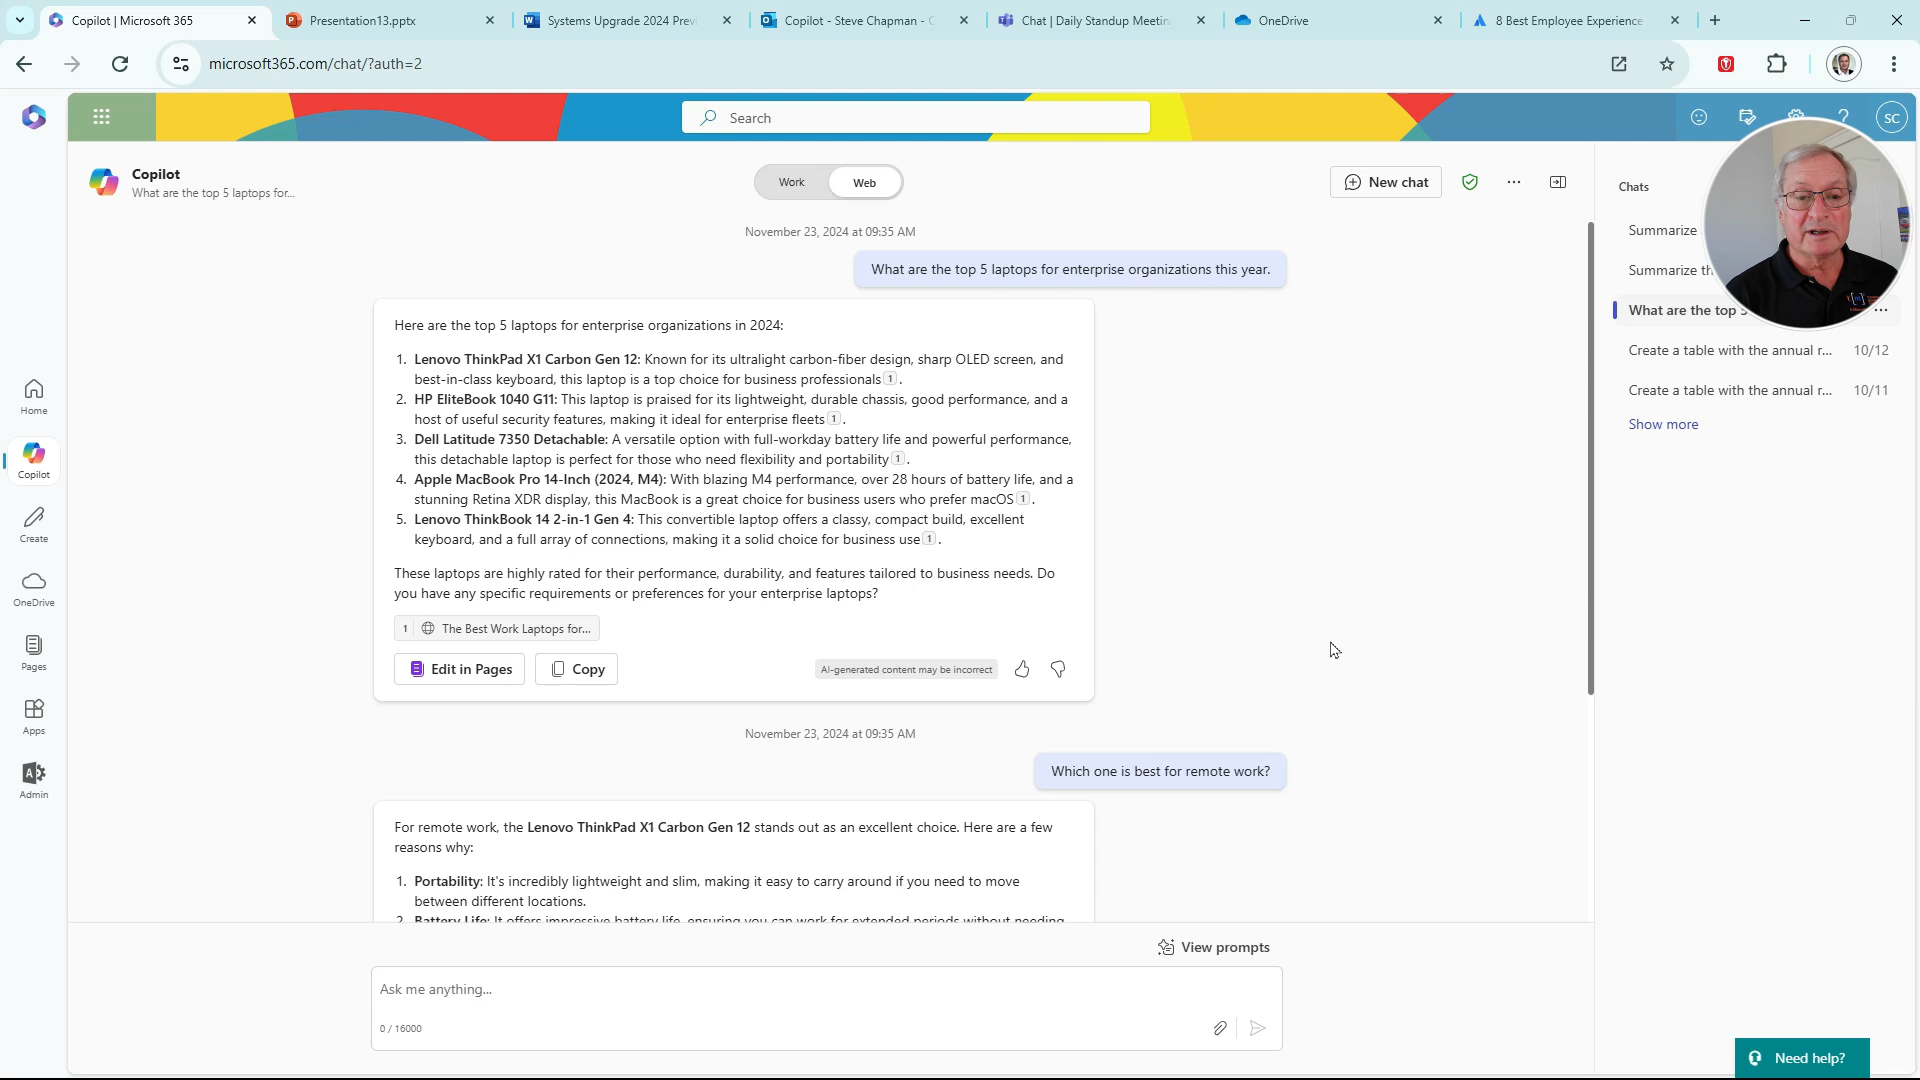 Copilot | Microsoft 365
Presentation13.pptx
Systems Upgrade 2024 Prev
Copilot - Steve Chapman - O
Chat | Daily Standup Meetin
OneDrive
8 Best Employee Experience
microsoft365.com/chat/?auth=2
Search
SC
Copilot
What are the top 5 laptops for...
Work
Web
New chat
Chats
November 23, 2024 at 09:35 AM
What are the top 5 laptops for enterprise organizations this year.
Here are the top 5 laptops for enterprise organizations in 2024:
1. Lenovo ThinkPad X1 Carbon Gen 12: Known for its ultralight carbon-fiber design, sharp OLED screen, and
best-in-class keyboard, this laptop is a top choice for business professionals 1 .
2. HP EliteBook 1040 G11: This laptop is praised for its lightweight, durable chassis, good performance, and a
host of useful security features, making it ideal for enterprise fleets 1 .
3. Dell Latitude 7350 Detachable: A versatile option with full-workday battery life and powerful performance,
this detachable laptop is perfect for those who need flexibility and portability 1 .
4. Apple MacBook Pro 14-Inch (2024, M4): With blazing M4 performance, over 28 hours of battery life, and a
stunning Retina XDR display, this MacBook is a great choice for business users who prefer macOS 1 .
5. Lenovo ThinkBook 14 2-in-1 Gen 4: This convertible laptop offers a classy, compact build, excellent
keyboard, and a full array of connections, making it a solid choice for business use 1 .
These laptops are highly rated for their performance, durability, and features tailored to business needs. Do
you have any specific requirements or preferences for your enterprise laptops?
1 The Best Work Laptops for...
Edit in Pages
Copy
AI-generated content may be incorrect
November 23, 2024 at 09:35 AM
Which one is best for remote work?
For remote work, the Lenovo ThinkPad X1 Carbon Gen 12 stands out as an excellent choice. Here are a few
reasons why:
1. Portability: It's incredibly lightweight and slim, making it easy to carry around if you need to move
between different locations.
2. Battery Life: It offers impressive battery life, ensuring you can work for extended periods without needing
View prompts
Ask me anything...
0 / 16000
Home
Copilot
Create
OneDrive
Pages
Apps
Admin
Summarize
Summarize th
What are the top 5
...
Create a table with the annual r... 10/12
Create a table with the annual r... 10/11
Show more
Need help?